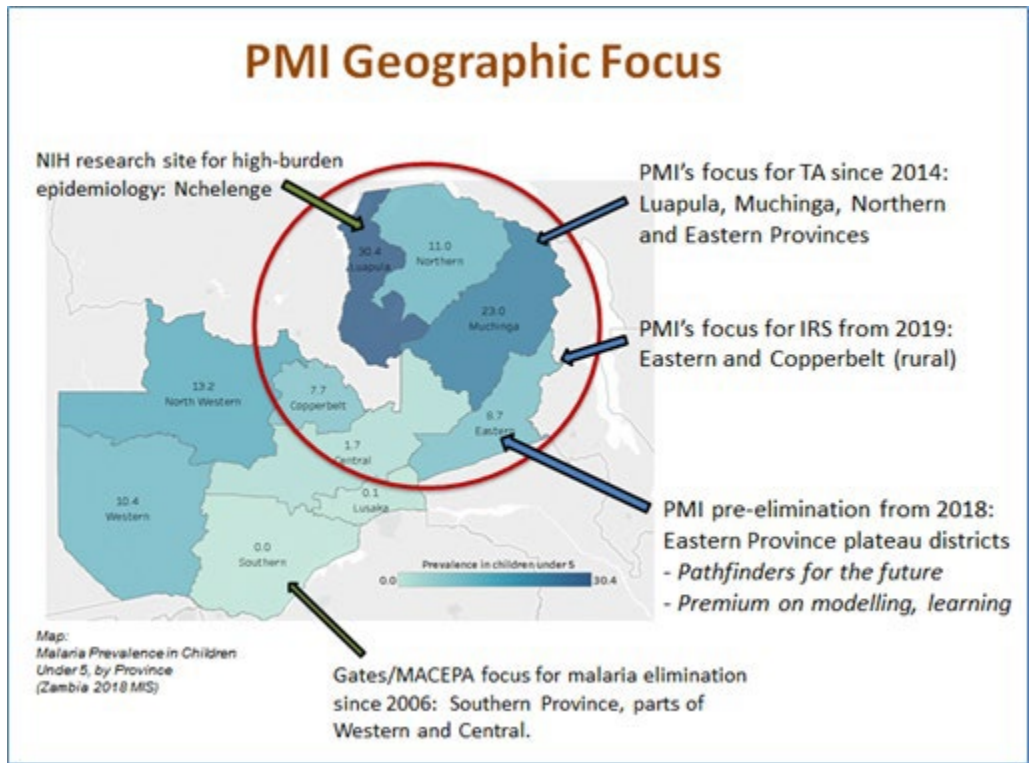 PMI Geographic Focus
NIH research site for high-burden
epidemiology: Nchelenge
PMI's focus for TA since 2014:
Luapula, Muchinga, Northern
and Eastern Provinces
30.4
Luapula
11.0
Northern
23.0
Muchinga
PMI's focus for IRS from 2019:
Eastern and Copperbelt (rural)
13.2
North Western
7.7
Copperbelt
8.7
Eastern
1.7
Central
0.1
Lusaka
10.4
Western
0.0
Southern
PMI pre-elimination from 2018:
Eastern Province plateau districts
- Pathfinders for the future
- Premium on modelling, learning
Prevalence in children under 5
0.0 30.4
Map:
Malaria Prevalence in Children
Under 5, by Province
(Zambia 2018 MIS)
Gates/MACEPA focus for malaria elimination
since 2006: Southern Province, parts of
Western and Central.